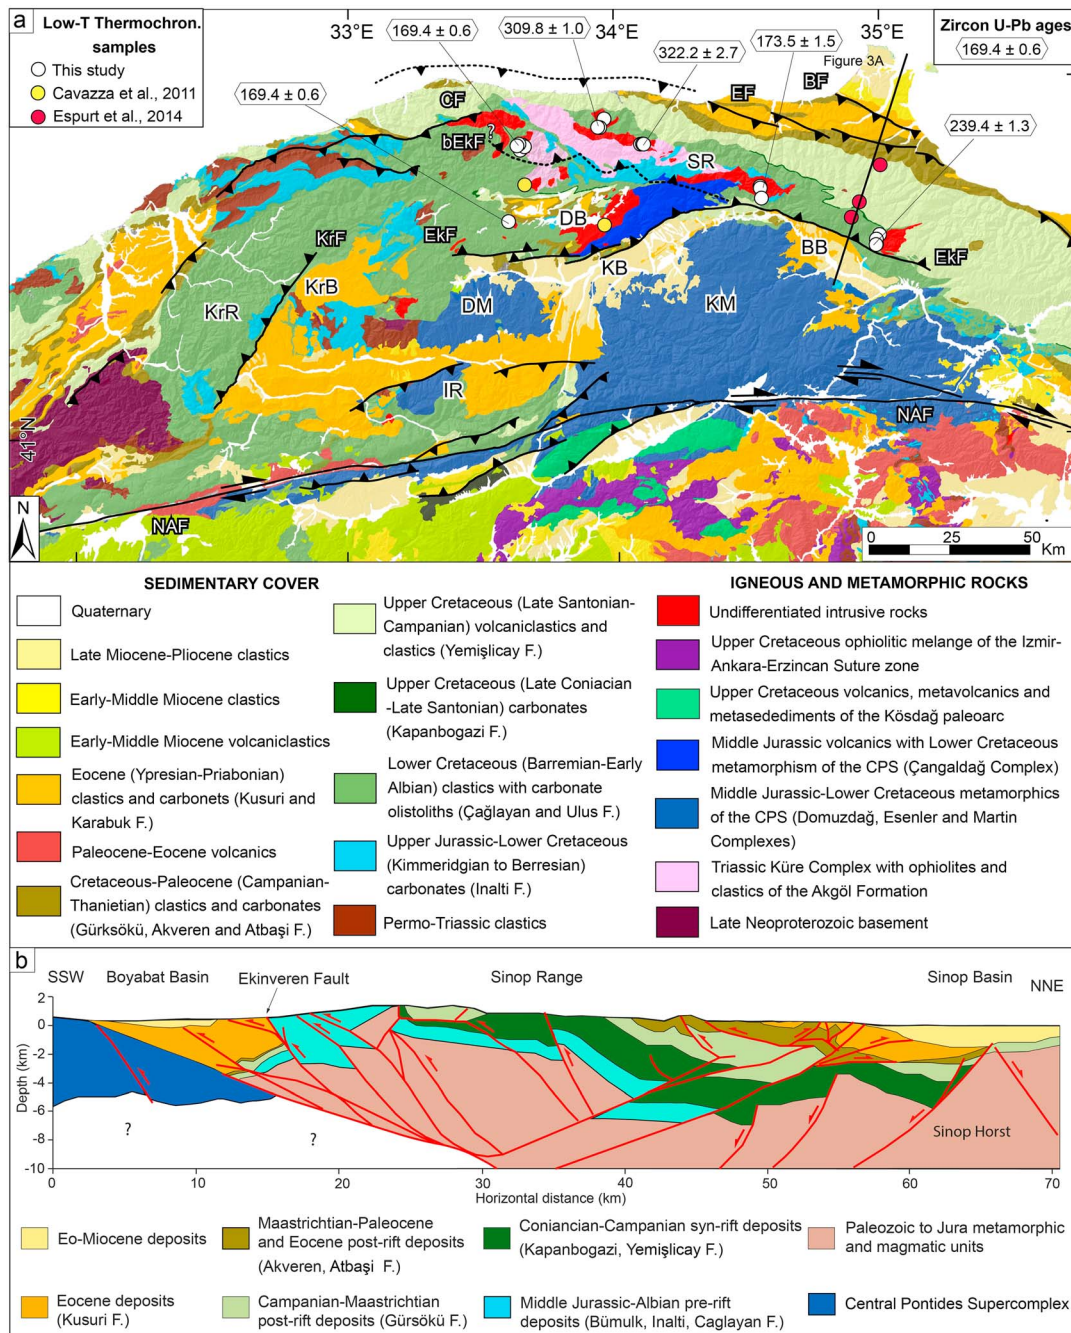 a
Low-T Thermochron.
samples
This study
Cavazza et al., 2011
Espurt et al., 2014
33°E
34°E
35°E
169.4 ± 0.6
309.8 ± 1.0
322.2 ± 2.7
173.5 ± 1.5
Zircon U-Pb ages
169.4 ± 0.6
Figure 3A
169.4 ± 0.6
239.4 ± 1.3
CF
EF
BF
bEkF
?
SR
DB
KrF
EkF
EkF
KrB
KB
BB
KrR
DM
KM
IR
NAF
41°N
N
NAF
0 10 20 30 40 50
Km
SEDIMENTARY COVER
Quaternary
Late Miocene-Pliocene clastics
Early-Middle Miocene clastics
Early-Middle Miocene volcaniclastics
Eocene (Ypresian-Priabonian)
clastics and carbonets (Kusuri and
Karabuk F.)
Paleocene-Eocene volcanics
Cretaceous-Paleocene (Campanian-
Thanietian) clastics and carbonates
(Gürksökü, Akveren and Atbaşi F.)
Upper Cretaceous (Late Santonian-
Campanian) volcaniclastics and
clastics (Yemişlicay F.)
Upper Cretaceous (Late Coniacian
-Late Santonian) carbonates
(Kapanbogazi F.)
Lower Cretaceous (Barremian-Early
Albian) clastics with carbonate
olistoliths (Çağlayan and Ulus F.)
Upper Jurassic-Lower Cretaceous
(Kimmeridgian to Berresian)
carbonates (Inalti F.)
Permo-Triassic clastics
IGNEOUS AND METAMORPHIC ROCKS
Undifferentiated intrusive rocks
Upper Cretaceous ophiolitic melange of the Izmir-
Ankara-Erzincan Suture zone
Upper Cretaceous volcanics, metavolcanics and
metasedediments of the Kösdağ paleoarc
Middle Jurassic volcanics with Lower Cretaceous
metamorphism of the CPS (Çangaldağ Complex)
Middle Jurassic-Lower Cretaceous metamorphics
of the CPS (Domuzdağ, Esenler and Martin
Complexes)
Triassic Küre Complex with ophiolites and
clastics of the Akgöl Formation
Late Neoproterozoic basement
b
SSW
Boyabat Basin
Ekinveren Fault
Sinop Range
Sinop Basin
NNE
Depth (km)
2
0
-2
-4
-6
-8
-10
?
?
Sinop Horst
0 10 20 30 40 50 60 70
Horizontal distance (km)
Eo-Miocene deposits
Eocene deposits
(Kusuri F.)
Maastrichtian-Paleocene
and Eocene post-rift deposits
(Akveren, Atbaşi F.)
Campanian-Maastrichtian
post-rift deposits (Gürsökü F.)
Coniancian-Campanian syn-rift deposits
(Kapanbogazi, Yemişlicay F.)
Middle Jurassic-Albian pre-rift
deposits (Bümulk, Inalti, Caglayan F.)
Paleozoic to Jura metamorphic
and magmatic units
Central Pontides Supercomplex